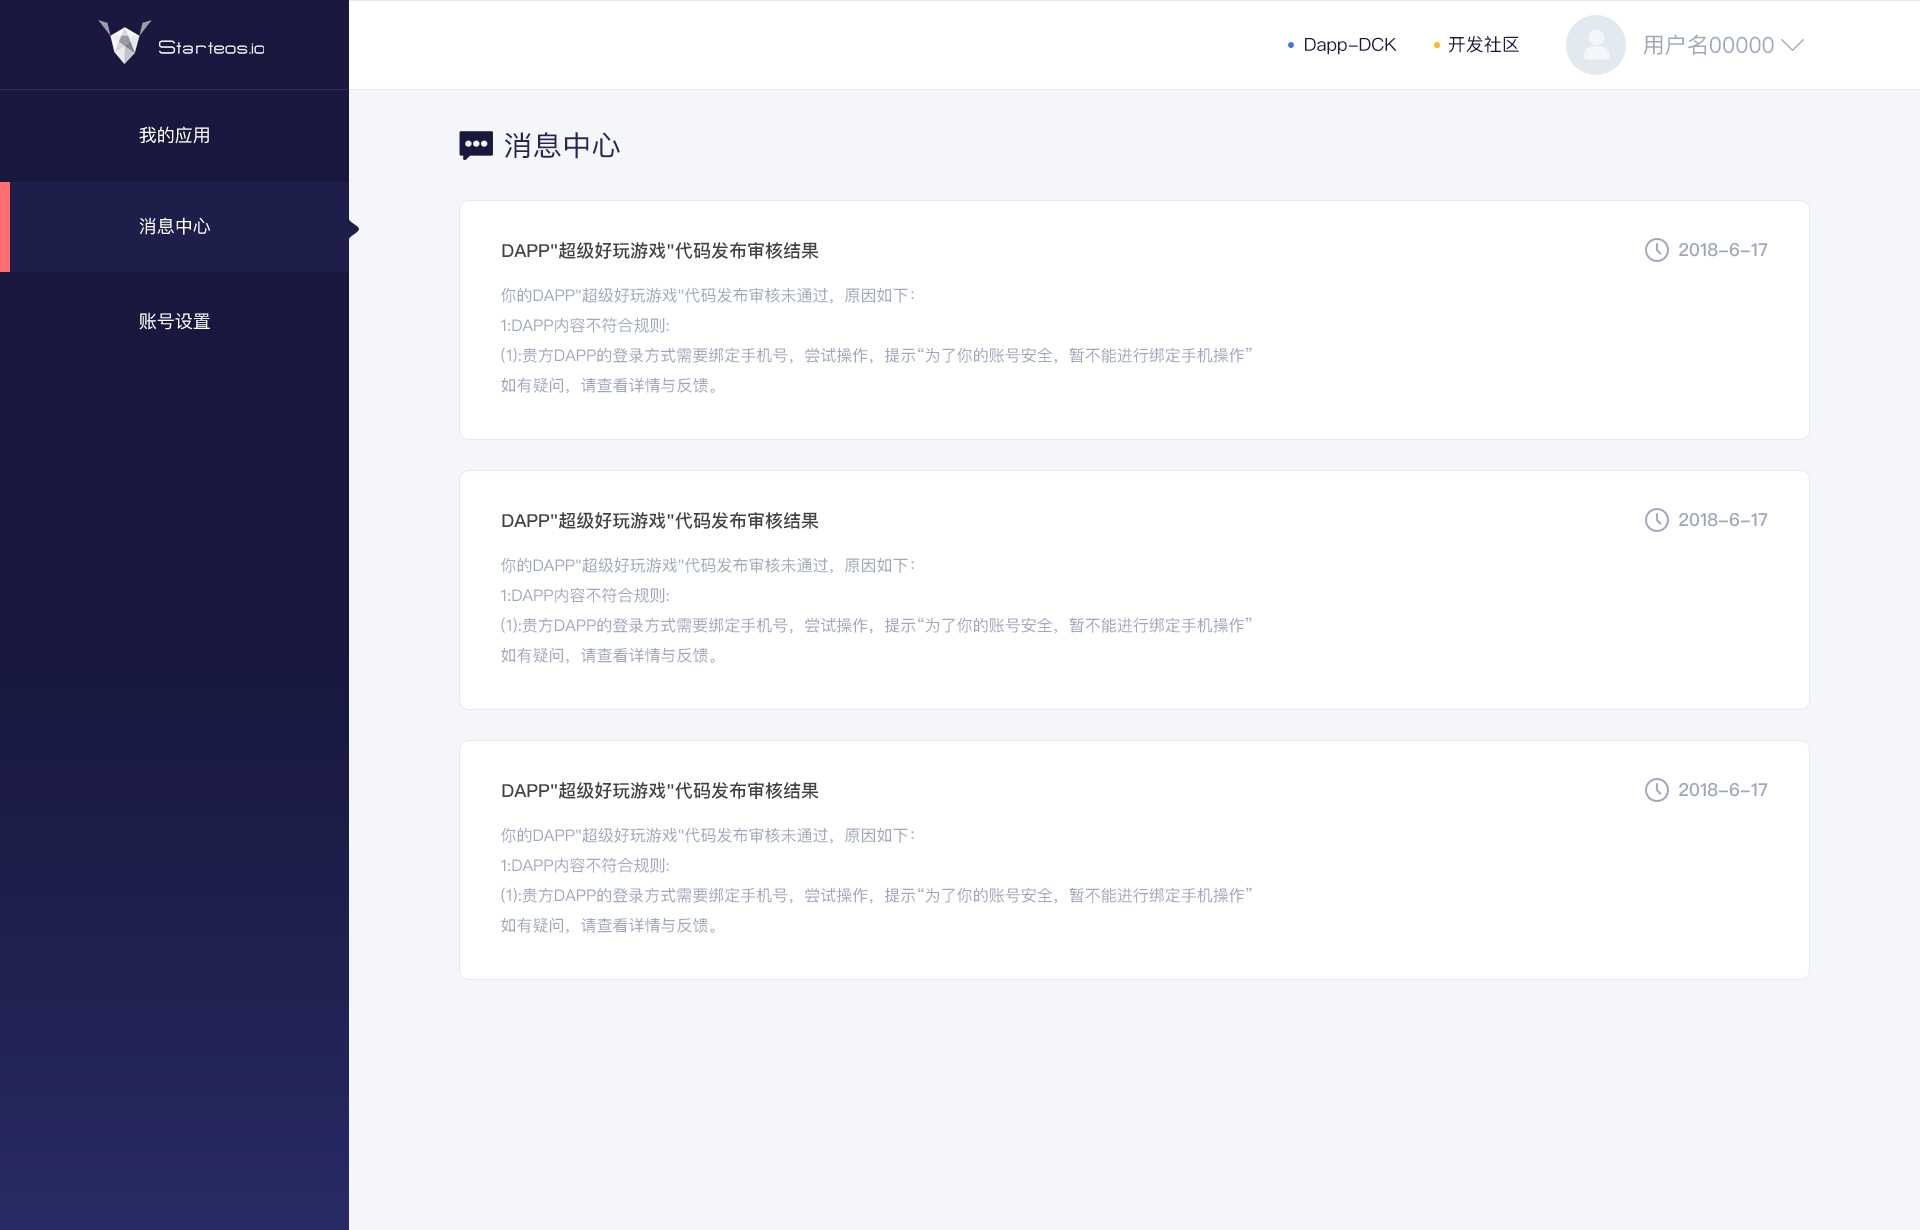 Starteos.io
Dapp-DCK
开发社区
用户名00000
我的应用
消息中心
账号设置
消息中心
DAPP"超级好玩游戏"代码发布审核结果
2018-6-17
你的DAPP"超级好玩游戏"代码发布审核未通过，原因如下：
1:DAPP内容不符合规则:
(1):贵方DAPP的登录方式需要绑定手机号，尝试操作，提示“为了你的账号安全，暂不能进行绑定手机操作”
如有疑问，请查看详情与反馈。
DAPP"超级好玩游戏"代码发布审核结果
2018-6-17
你的DAPP"超级好玩游戏"代码发布审核未通过，原因如下：
1:DAPP内容不符合规则:
(1):贵方DAPP的登录方式需要绑定手机号，尝试操作，提示“为了你的账号安全，暂不能进行绑定手机操作”
如有疑问，请查看详情与反馈。
DAPP"超级好玩游戏"代码发布审核结果
2018-6-17
你的DAPP"超级好玩游戏"代码发布审核未通过，原因如下：
1:DAPP内容不符合规则:
(1):贵方DAPP的登录方式需要绑定手机号，尝试操作，提示“为了你的账号安全，暂不能进行绑定手机操作”
如有疑问，请查看详情与反馈。